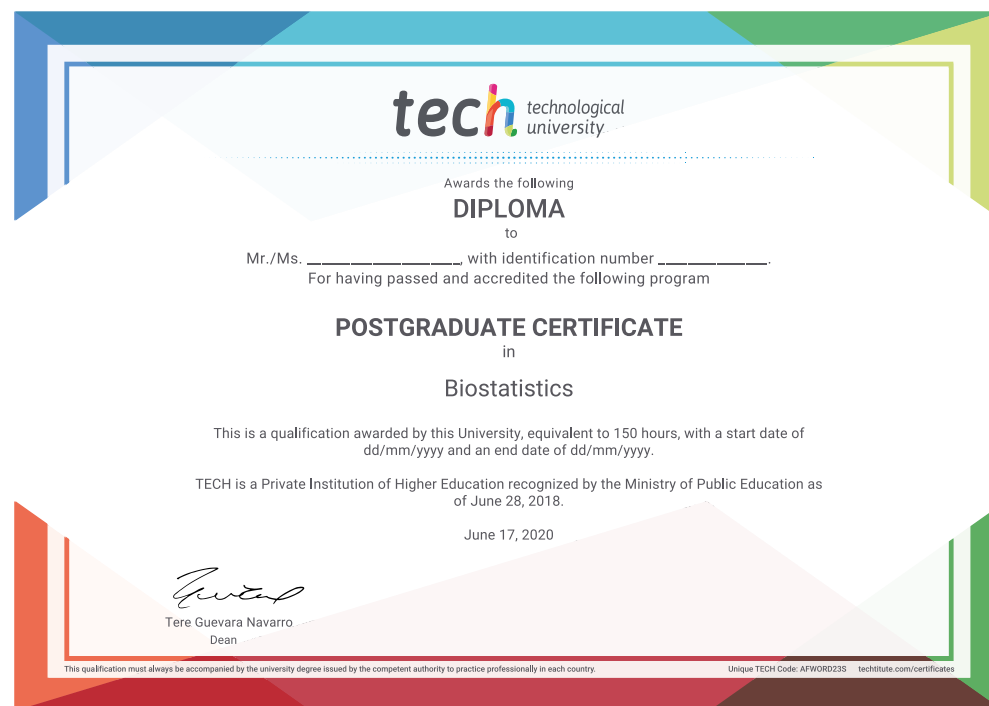 tech technological
university
Awards the following
DIPLOMA
to
Mr./Ms. ____________________, with identification number ______________.
For having passed and accredited the following program
POSTGRADUATE CERTIFICATE
in
Biostatistics
This is a qualification awarded by this University, equivalent to 150 hours, with a start date of
dd/mm/yyyy and an end date of dd/mm/yyyy.
TECH is a Private Institution of Higher Education recognized by the Ministry of Public Education as
of June 28, 2018.
June 17, 2020
Tere Guevara Navarro
Dean
This qualification must always be accompanied by the university degree issued by the competent authority to practice professionally in each country.
Unique TECH Code: AFWORD23S techtitute.com/certificates